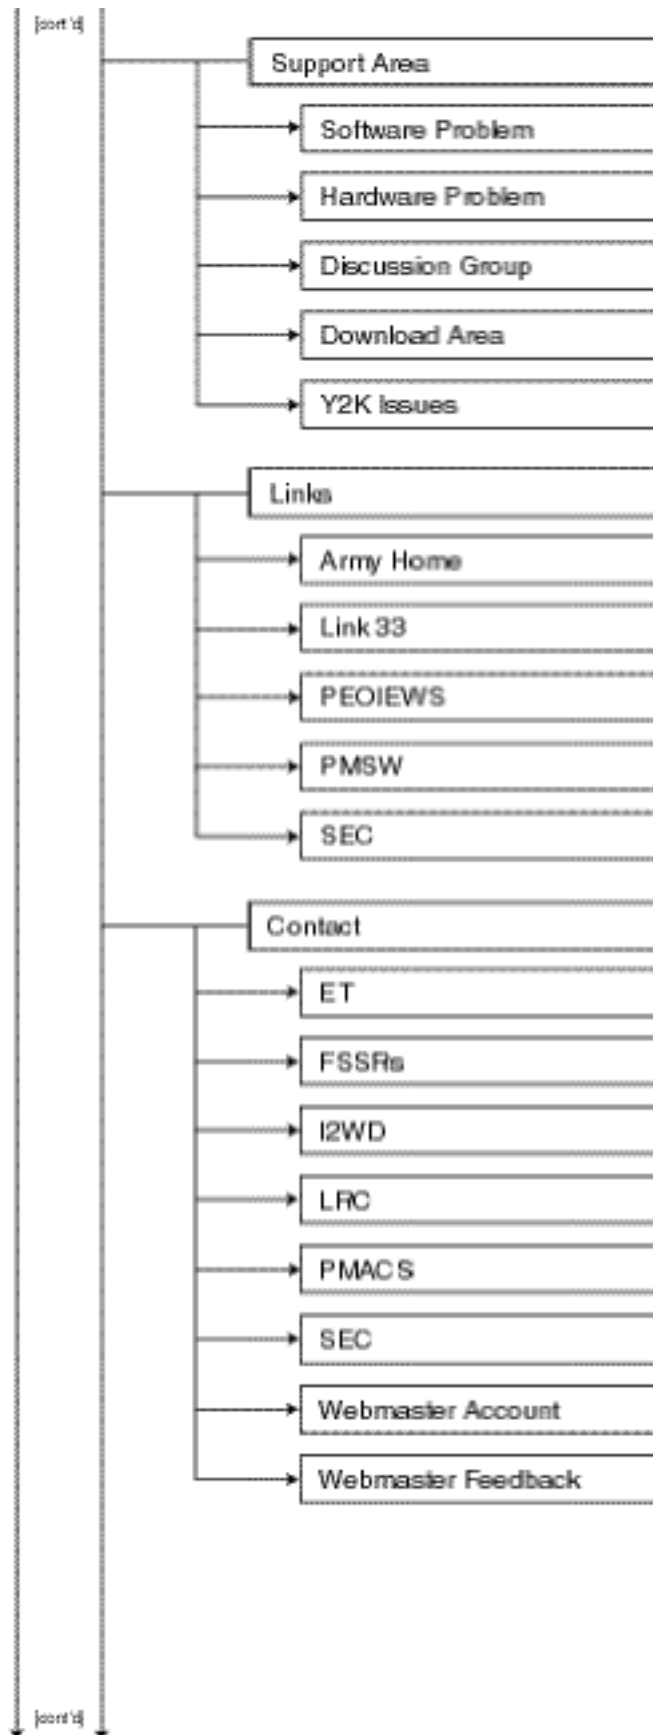 [cont'd]
Support Area
Software Problem
Hardware Problem
Discussion Group
Download Area
Y2K Issues
Links
Army Home
Link 33
PEOIEWS
PMSW
SEC
Contact
ET
FSSRs
I2WD
LRC
PMACS
SEC
Webmaster Account
Webmaster Feedback
[cont'd]